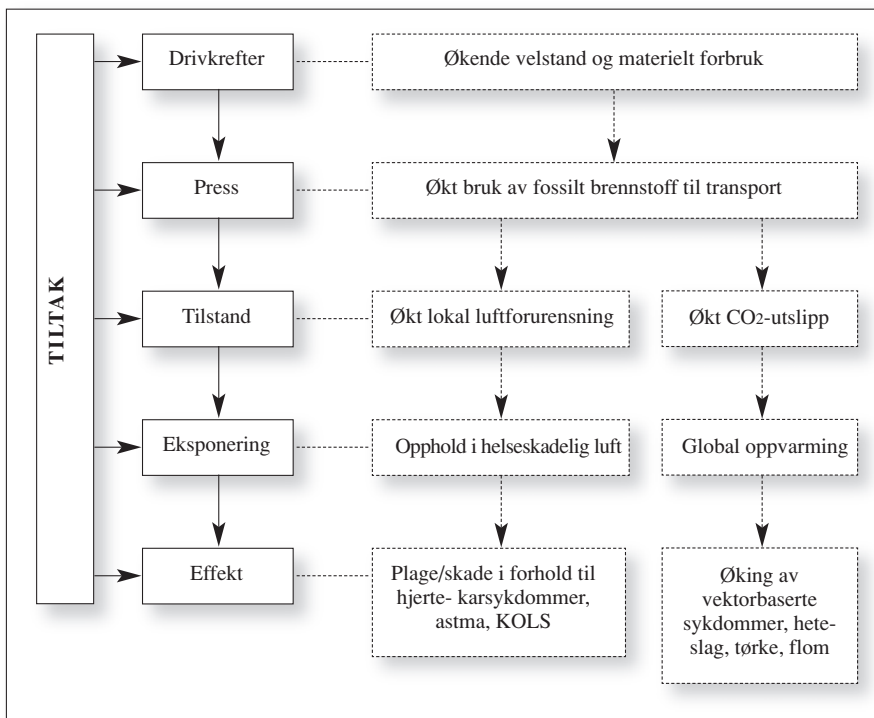 TILTAK
Drivkrefter
Økende velstand og materielt forbruk
Press
Økt bruk av fossilt brennstoff til transport
Tilstand
Økt lokal luftforurensning
Økt CO2-utslipp
Eksponering
Opphold i helseskadelig luft
Global oppvarming
Effekt
Plage/skade i forhold til
hjerte- karsykdommer,
astma, KOLS
Øking av
vektorbaserte
sykdommer, hete-
slag, tørke, flom